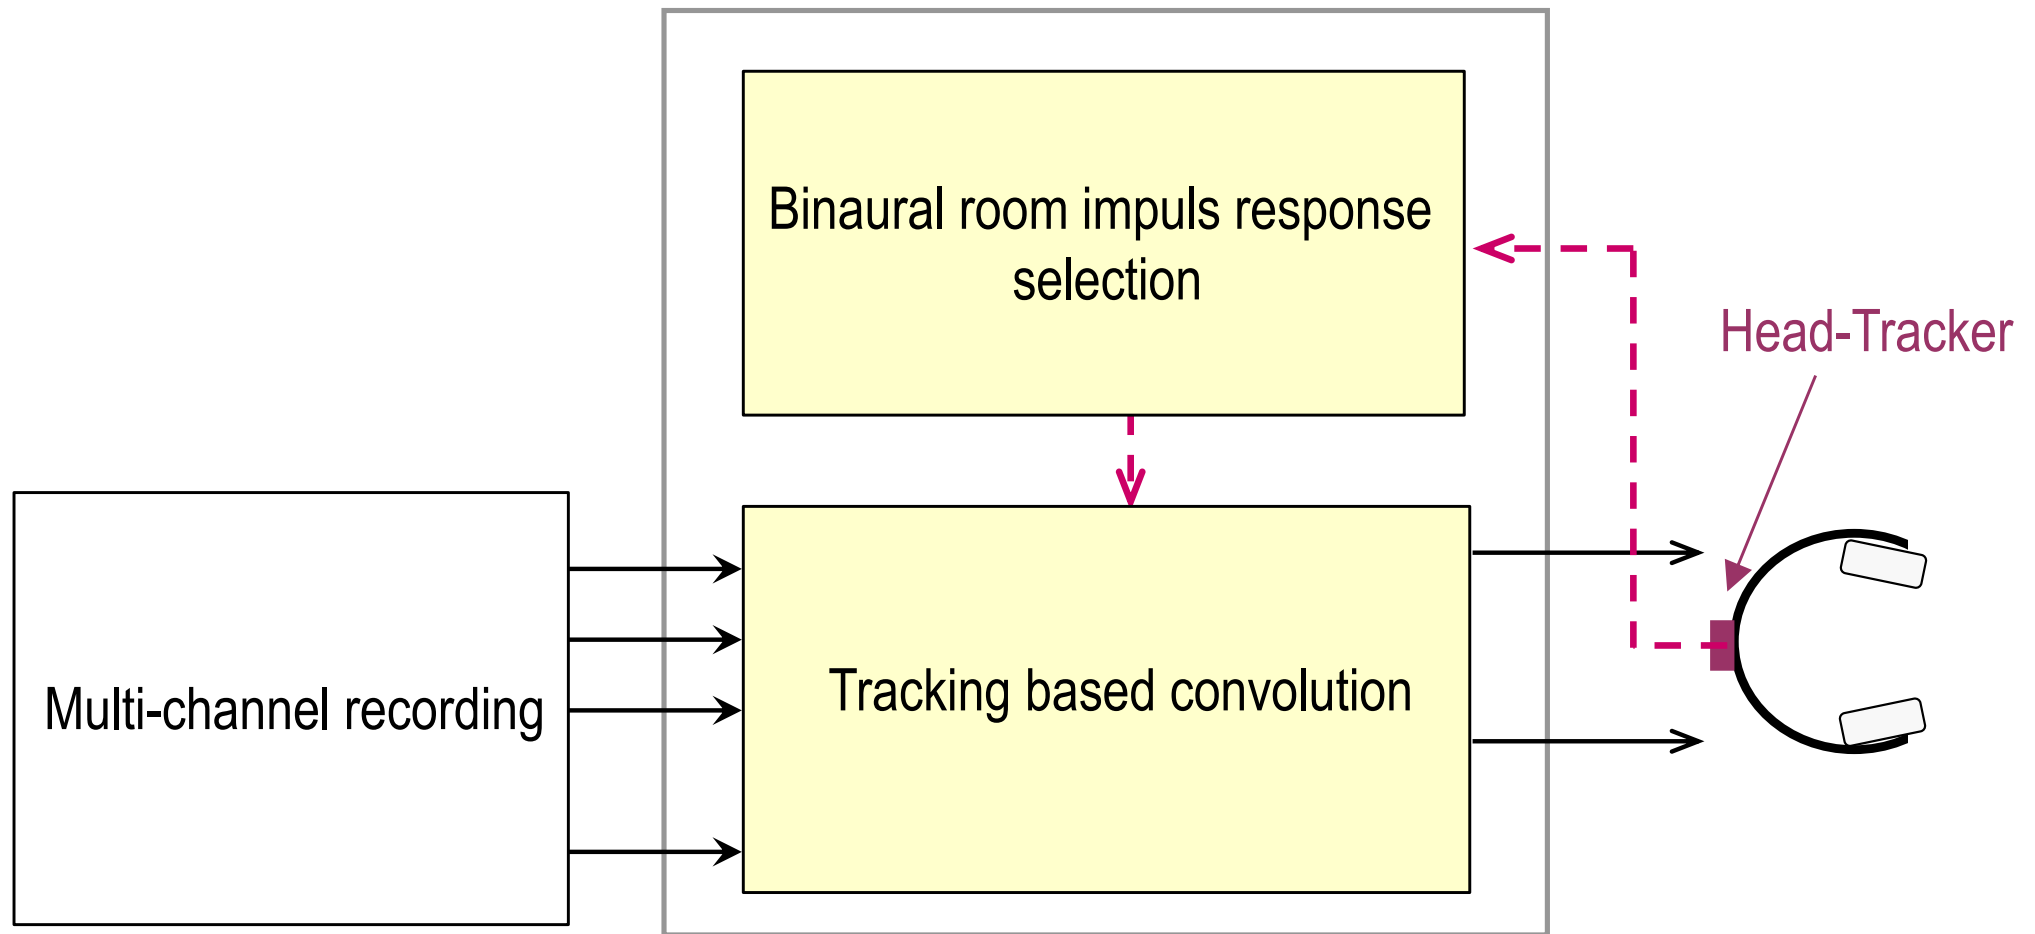 Binaural room impuls response
selection
Head-Tracker
Multi-channel recording
Tracking based convolution